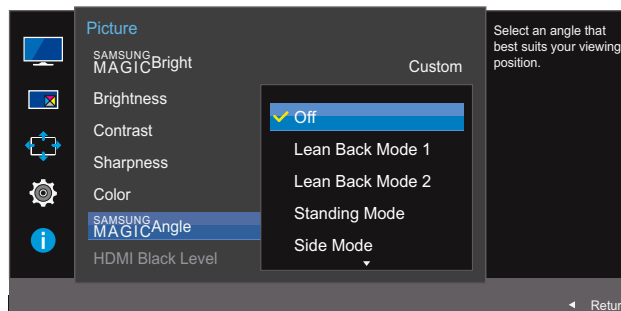 Picture
SAMSUNG
MAGICBright
Custom
Brightness
Contrast
Sharpness
Color
SAMSUNG
MAGICAngle
HDMI Black Level
Off
Lean Back Mode 1
Lean Back Mode 2
Standing Mode
Side Mode
Select an angle that
best suits your viewing
position.
Retur